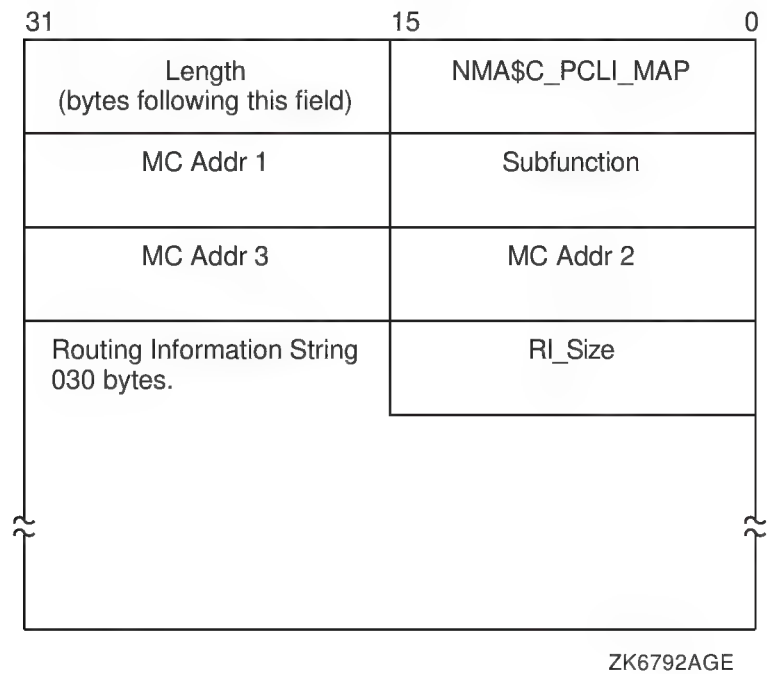 31 15 0
Length NMA$C_PCLI_MAP
(bytes following this field)
MC Addr 1 Subfunction
MC Addr 3 MC Addr 2
Routing Information String RI_Size
030 bytes.
ZK6792AGE